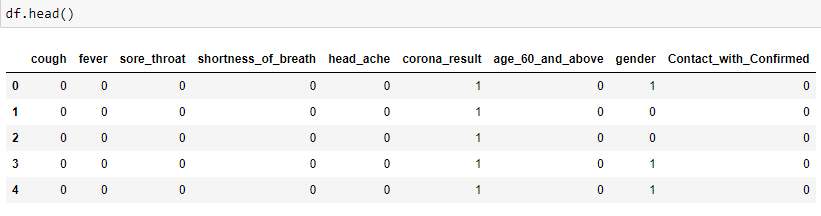 df.head()
cough fever sore_throat shortness_of_breath head_ache corona_result age_60_and_above gender Contact_with_Confirmed
0 0 0 0 0 0 1 0 1 0
1 0 0 0 0 0 1 0 0 0
2 0 0 0 0 0 1 0 0 0
3 0 0 0 0 0 1 0 1 0
4 0 0 0 0 0 1 0 1 0